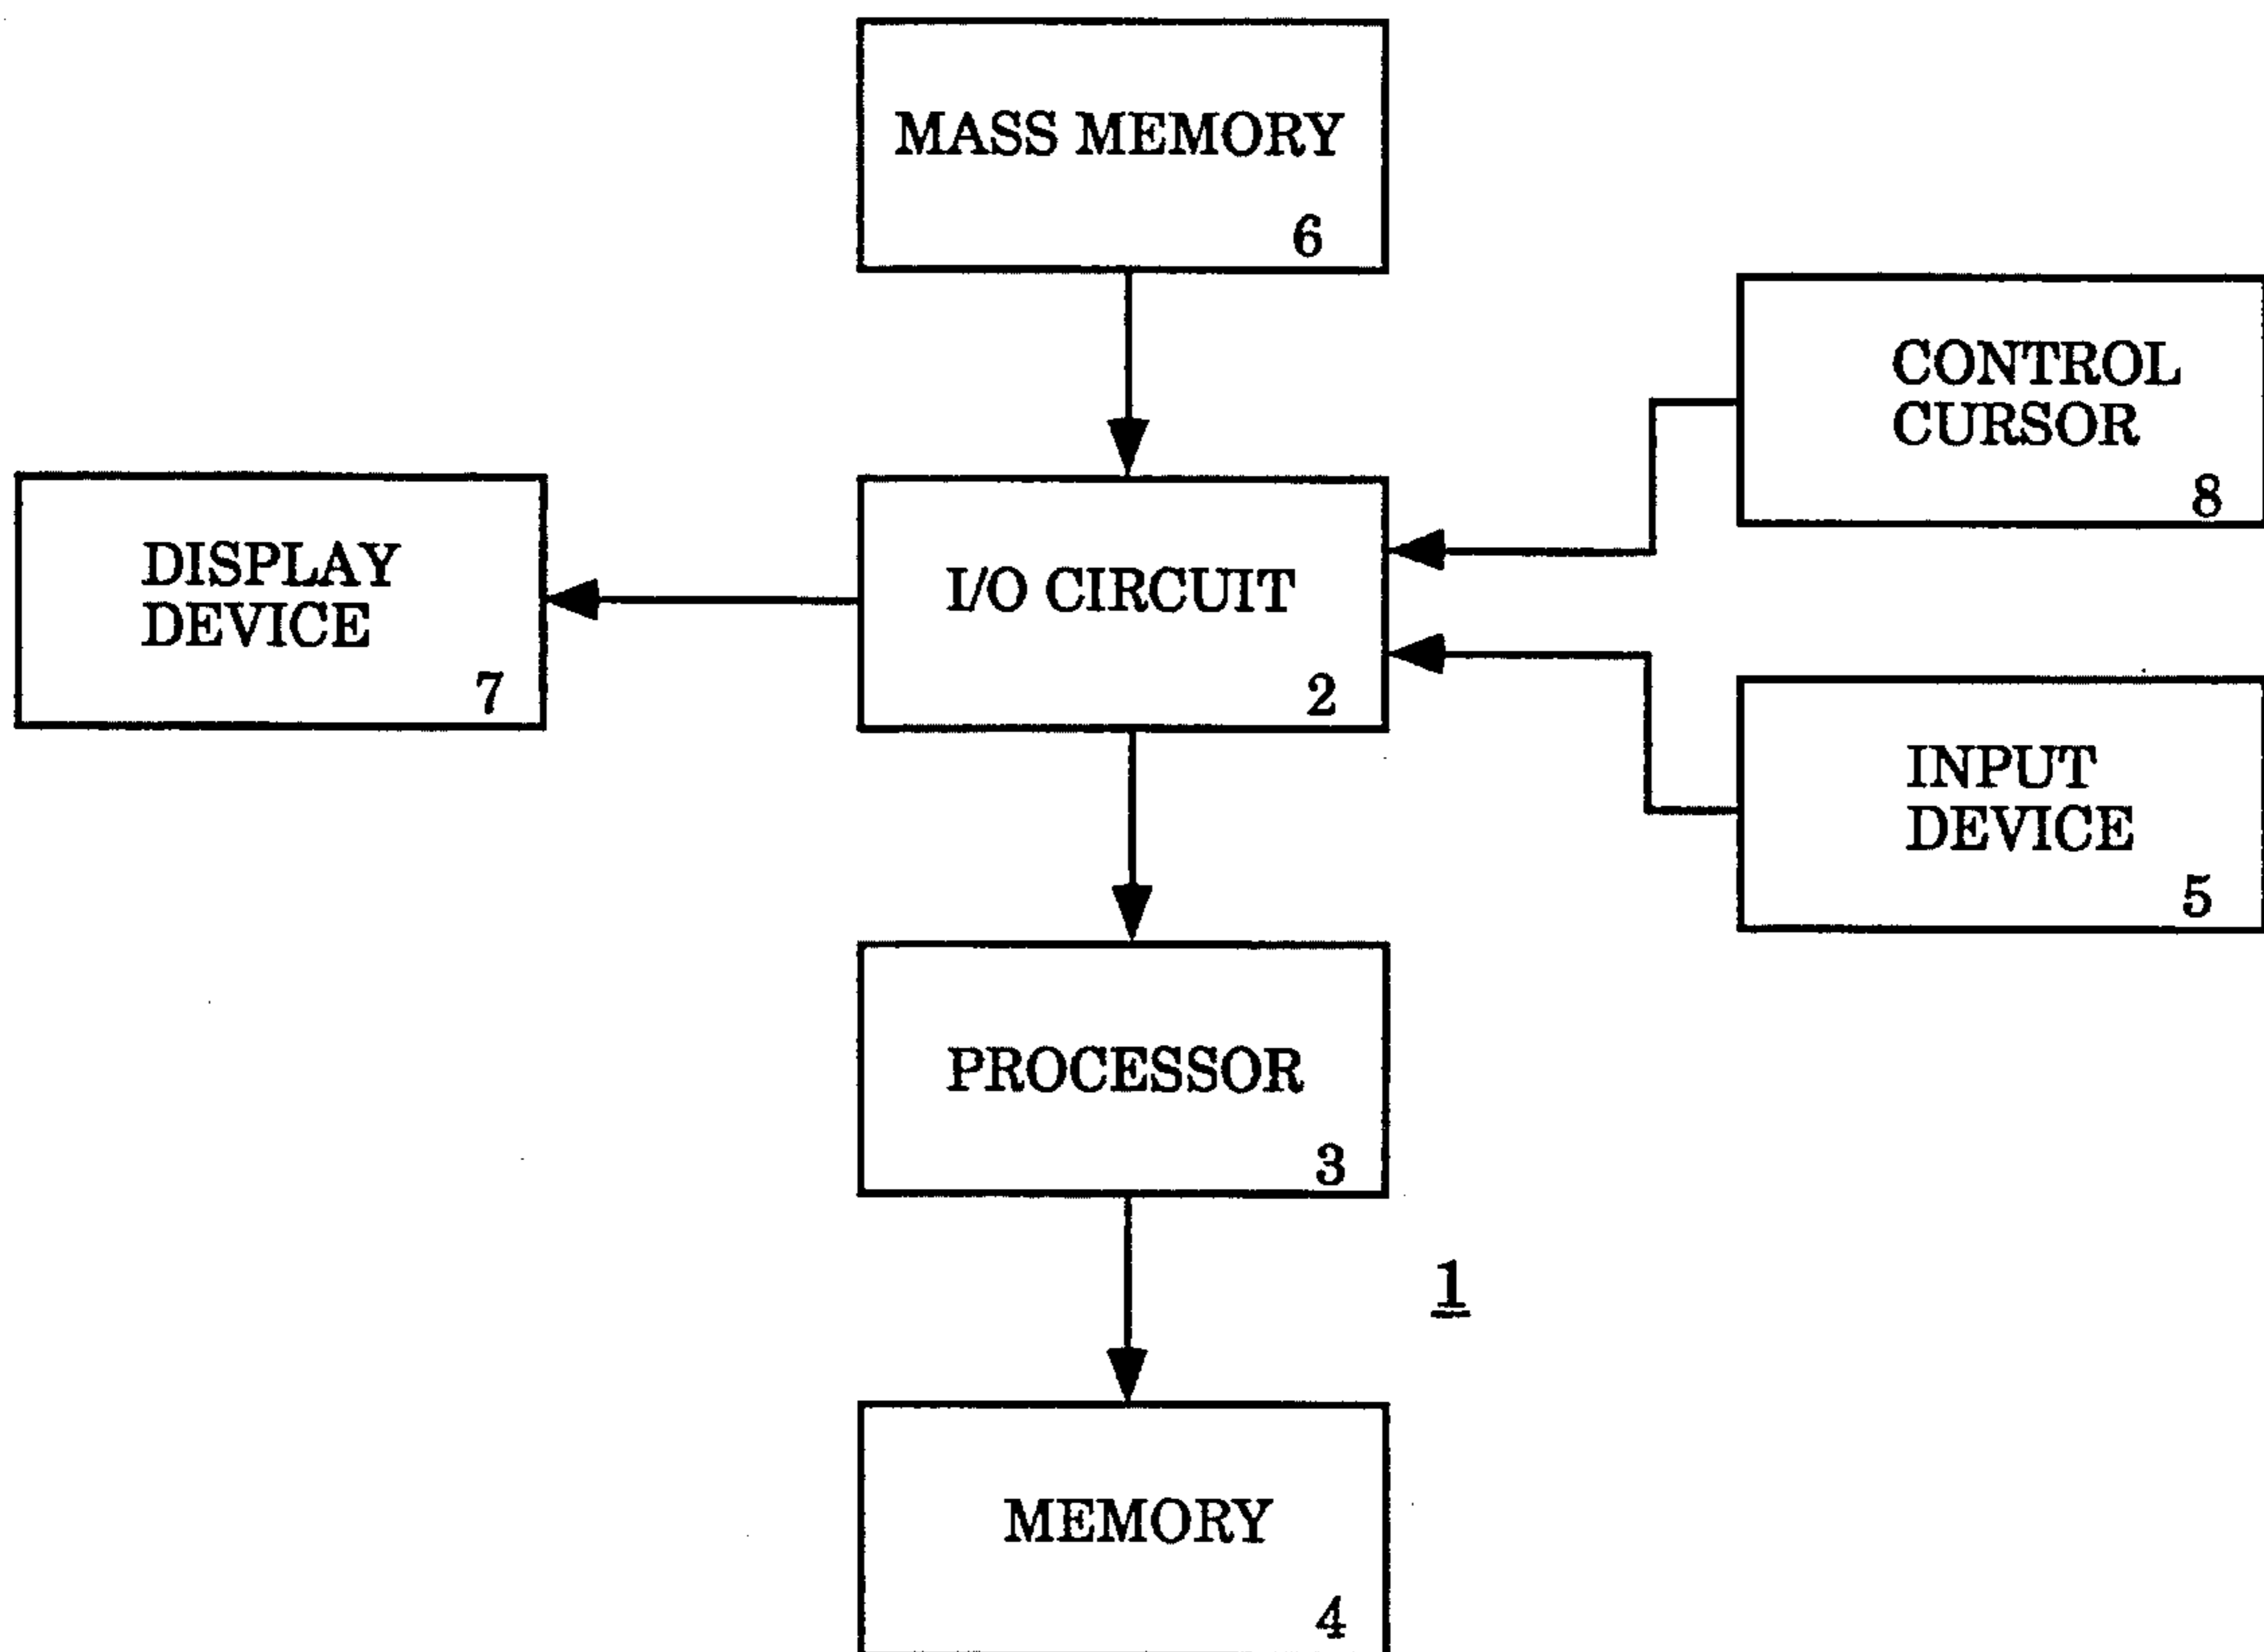 MASS MEMORY
6
CONTROL
CURSOR
8
DISPLAY
DEVICE
7
I/O CIRCUIT
2
INPUT
DEVICE
5
PROCESSOR
3
1
MEMORY
4